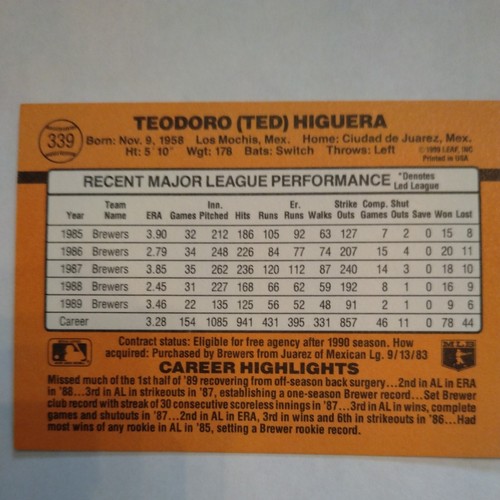 339
TEODORO (TED) HIGUERA
Born: Nov. 9, 1958 Los Mochis, Mex. Home: Ciudad de Juarez, Mex.
Ht: 5' 10" Wgt: 178 Bats: Switch Throws: Left
© 1989 LEAF, INC.
Printed in USA
RECENT MAJOR LEAGUE PERFORMANCE *Denotes Led League
Year Team Name ERA Games Inn. Pitched Hits Runs Er. Runs Walks Strike Outs Comp. Games Shut Outs Save Won Lost
1985 Brewers 3.90 32 212 186 105 92 63 127 7 2 0 15 8
1986 Brewers 2.79 34 248 226 84 77 74 207 15 4 0 20 11
1987 Brewers 3.85 35 262 236 120 112 87 240 14 3 0 18 10
1988 Brewers 2.45 31 227 168 66 62 59 192 8 1 0 16 9
1989 Brewers 3.46 22 135 125 56 52 48 91 2 1 0 9 6
Career 3.28 154 1085 941 431 395 331 857 46 11 0 78 44
Contract status: Eligible for free agency after 1990 season. How
acquired: Purchased by Brewers from Juarez of Mexican Lg. 9/13/83
CAREER HIGHLIGHTS
MLBPA
Missed much of the 1st half of '89 recovering from off-season back surgery...2nd in AL in ERA
in '88...3rd in AL in strikeouts in '87, establishing a one-season Brewer record...Set Brewer
club record with streak of 30 consecutive scoreless innings in '87...3rd in AL in wins, complete
games and shutouts in '87...2nd in AL in ERA, 3rd in wins and 6th in strikeouts in '86...Had
most wins of any rookie in AL in '85, setting a Brewer rookie record.